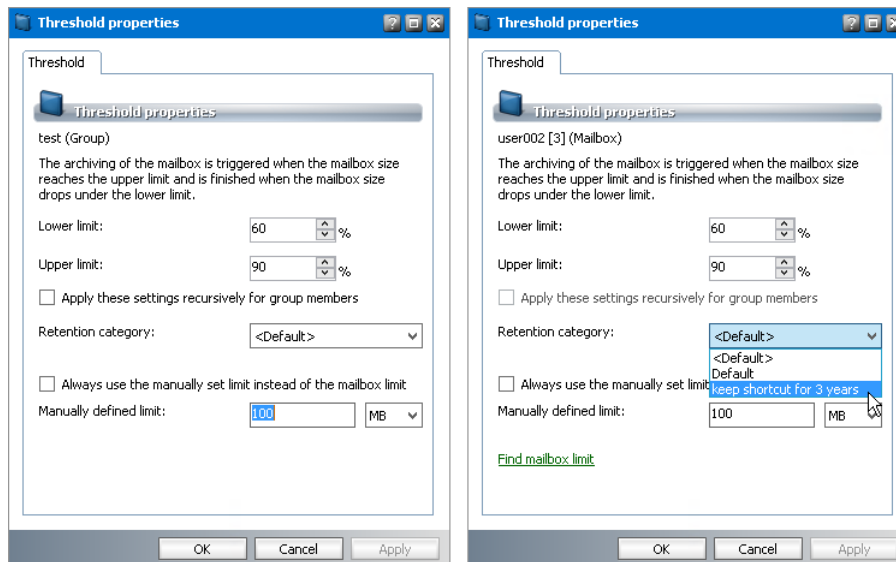 Threshold properties
Threshold
Threshold properties
test (Group)
The archiving of the mailbox is triggered when the mailbox size
reaches the upper limit and is finished when the mailbox size
drops under the lower limit.
Lower limit: 60 %
Upper limit: 90 %
Apply these settings recursively for group members
Retention category: <Default>
Always use the manually set limit instead of the mailbox limit
Manually defined limit: 100 MB
OK Cancel Apply
Threshold properties
Threshold
Threshold properties
user002 [3] (Mailbox)
The archiving of the mailbox is triggered when the mailbox size
reaches the upper limit and is finished when the mailbox size
drops under the lower limit.
Lower limit: 60 %
Upper limit: 90 %
Apply these settings recursively for group members
Retention category: <Default>
<Default>
Default
Always use the manually set limit keep shortcut for 3 years
Manually defined limit: 100 MB
Find mailbox limit
OK Cancel Apply